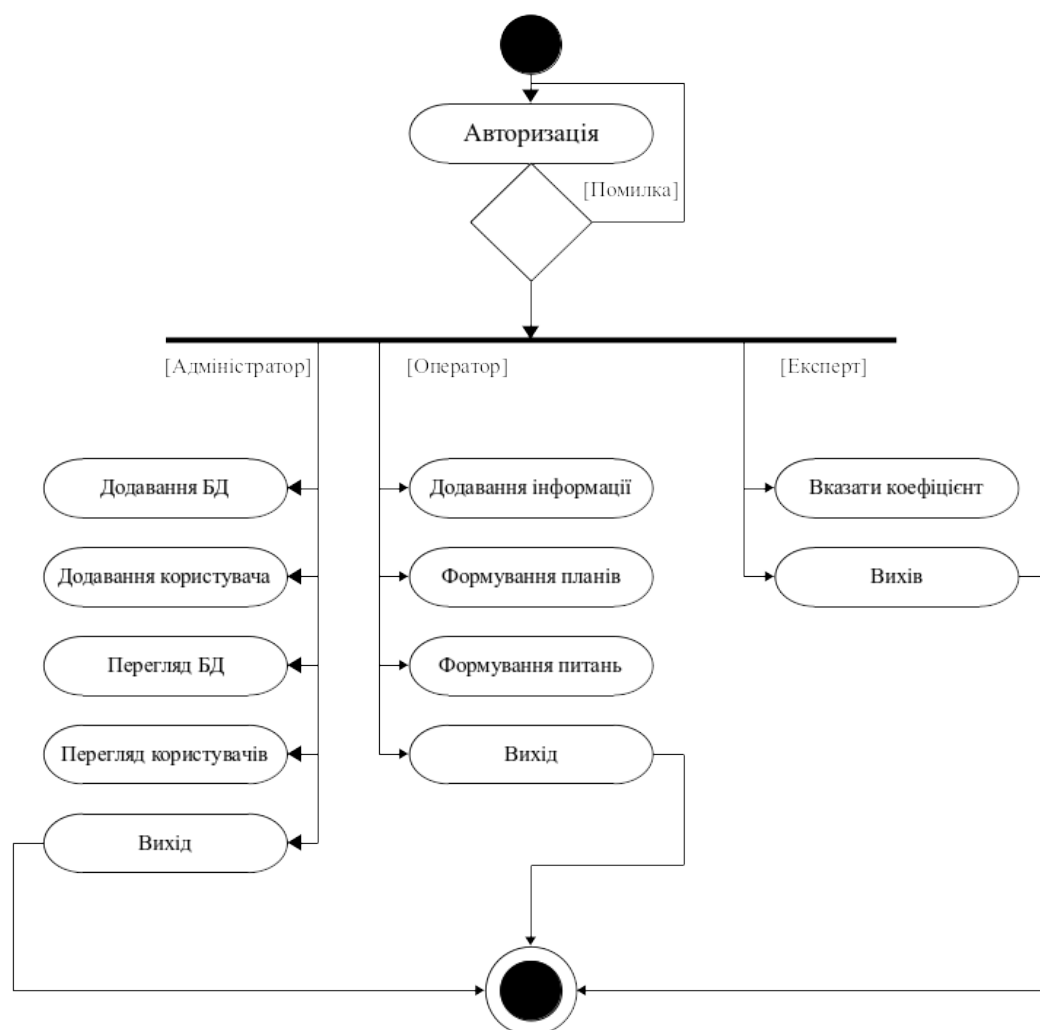 Авторизація
[Помилка]
[Адміністратор]
[Оператор]
[Експерт]
Додавання БД
Додавання інформації
Вказати коефіцієнт
Додавання користувача
Формування планів
Вихів
Перегляд БД
Формування питань
Перегляд користувачів
Вихід
Вихід